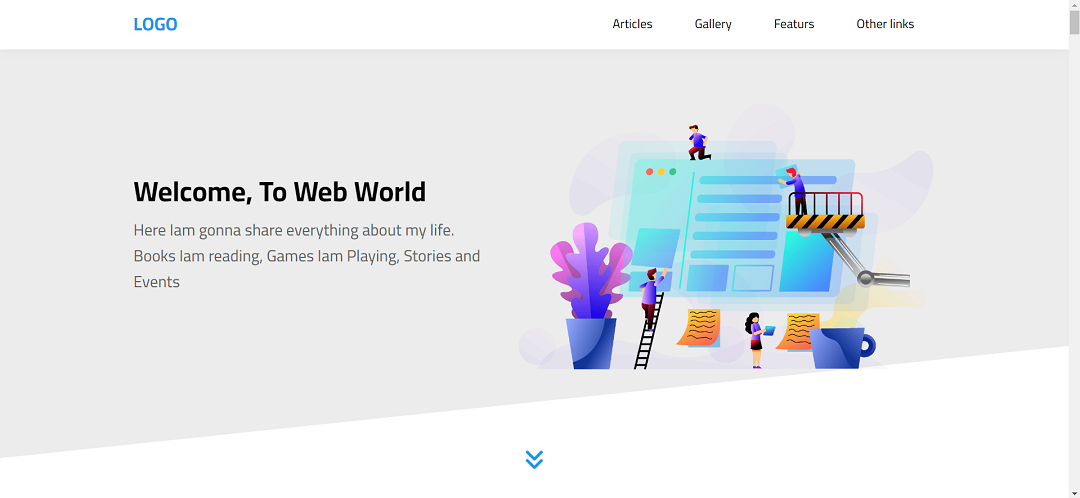 LOGO
Articles Gallery Featurs Other links
Welcome, To Web World
Here Iam gonna share everything about my life.
Books Iam reading, Games Iam Playing, Stories and
Events